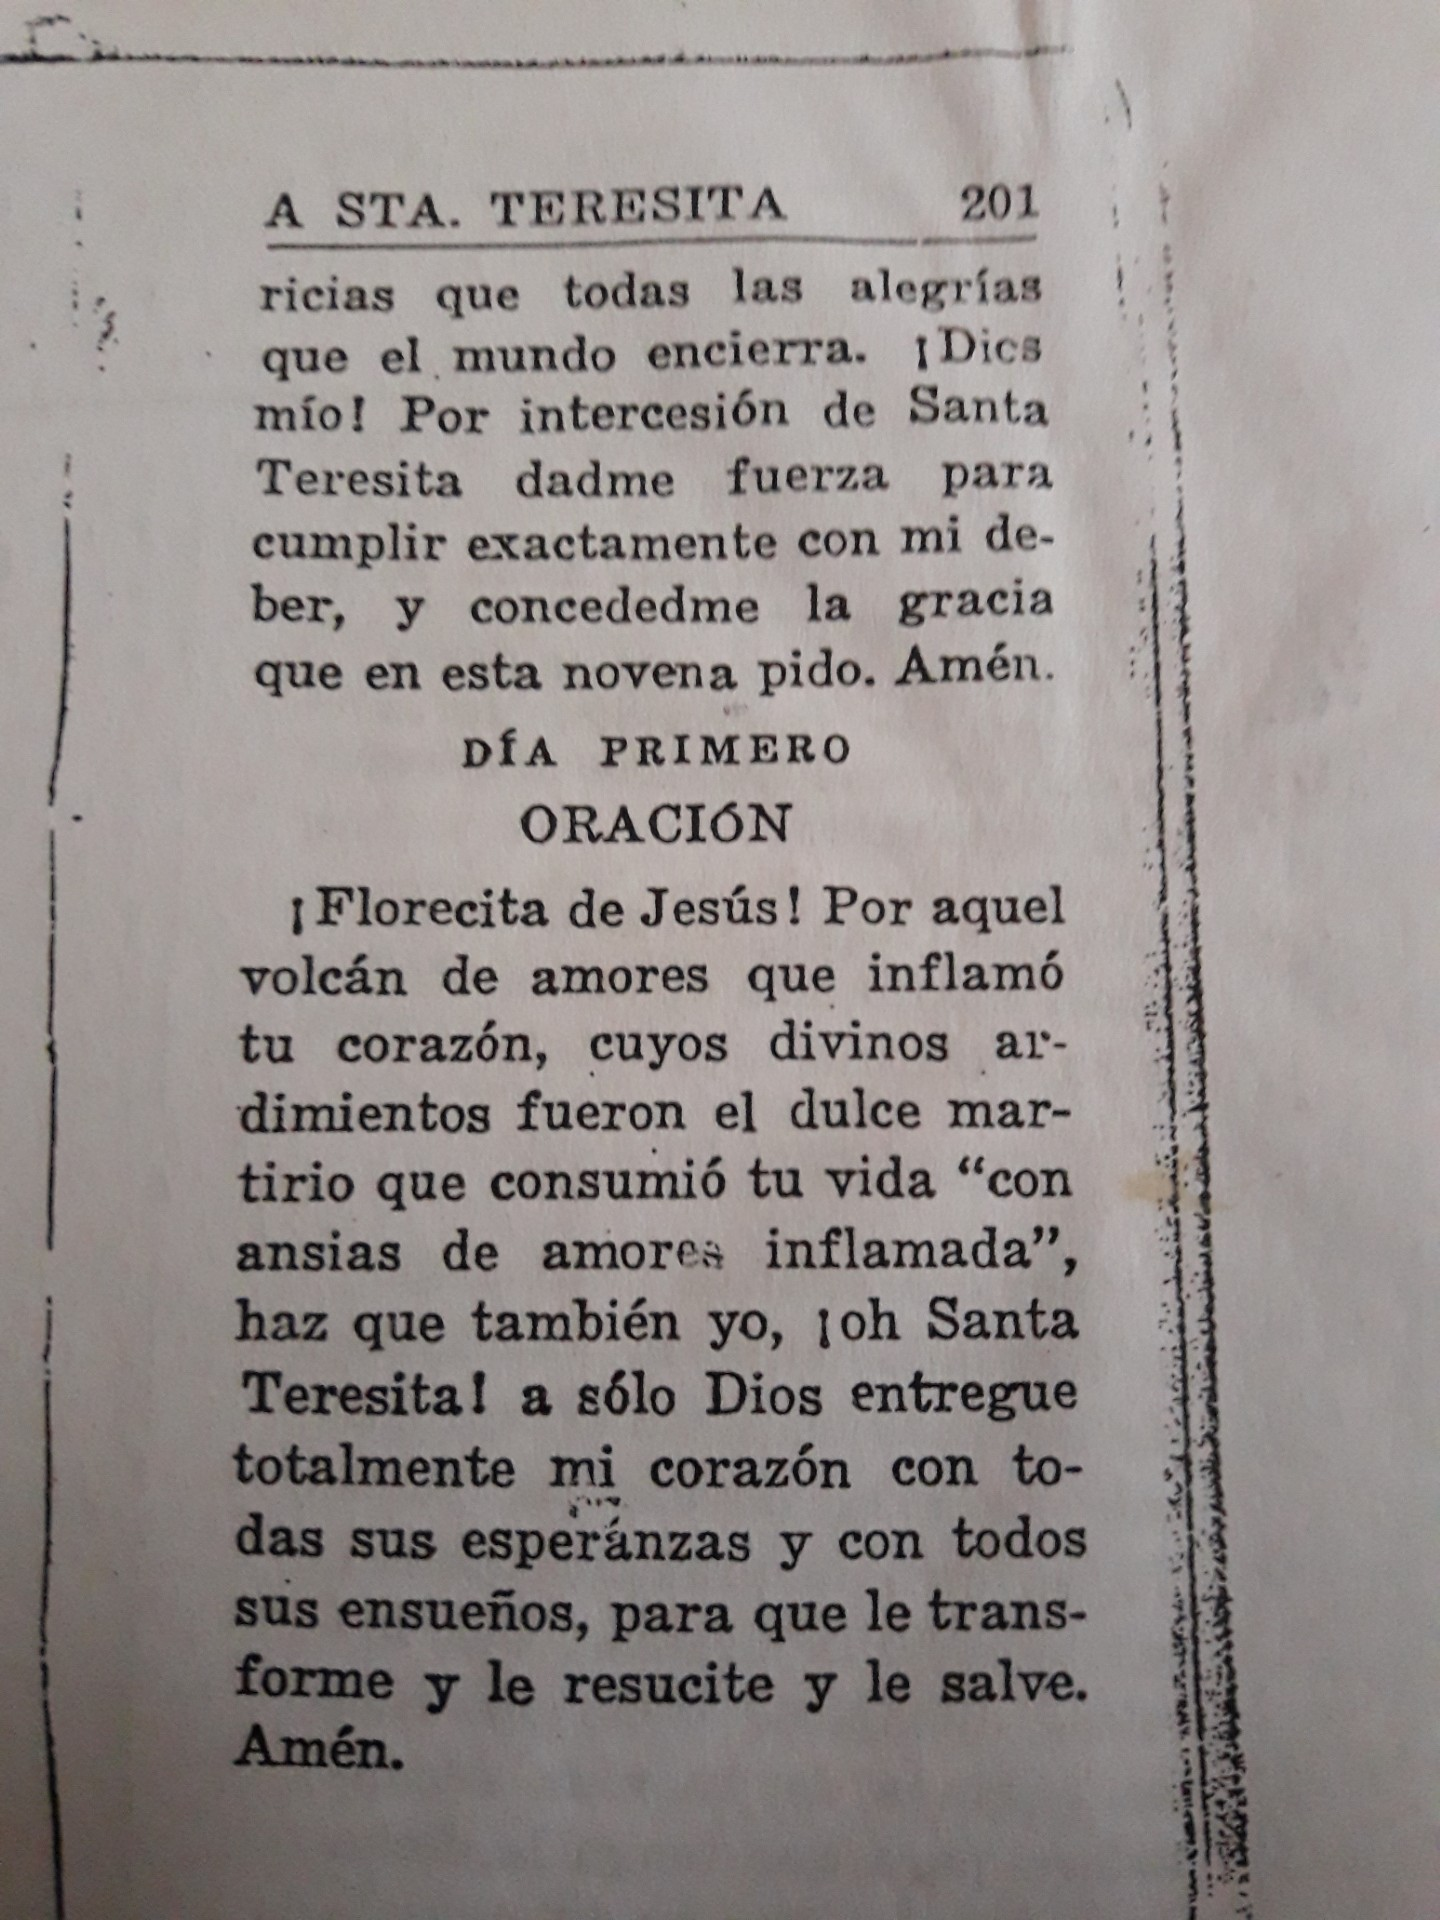 A STA. TERESITA 201
ricias que todas las alegrías
que el mundo encierra. ¡Dios
mío! Por intercesión de Santa
Teresita dadme fuerza para
cumplir exactamente con mi de-
ber, y concededme la gracia
que en esta novena pido. Amén.
DÍA PRIMERO
ORACIÓN
¡Florecita de Jesús! Por aquel
volcán de amores que inflamó
tu corazón, cuyos divinos ar-
dimientos fueron el dulce mar-
tirio que consumió tu vida “con
ansias de amores inflamada”,
haz que también yo, ¡oh Santa
Teresita! a sólo Dios entregue
totalmente mi corazón con to-
das sus esperanzas y con todos
sus ensueños, para que le trans-
forme y le resucite y le salve.
Amén.